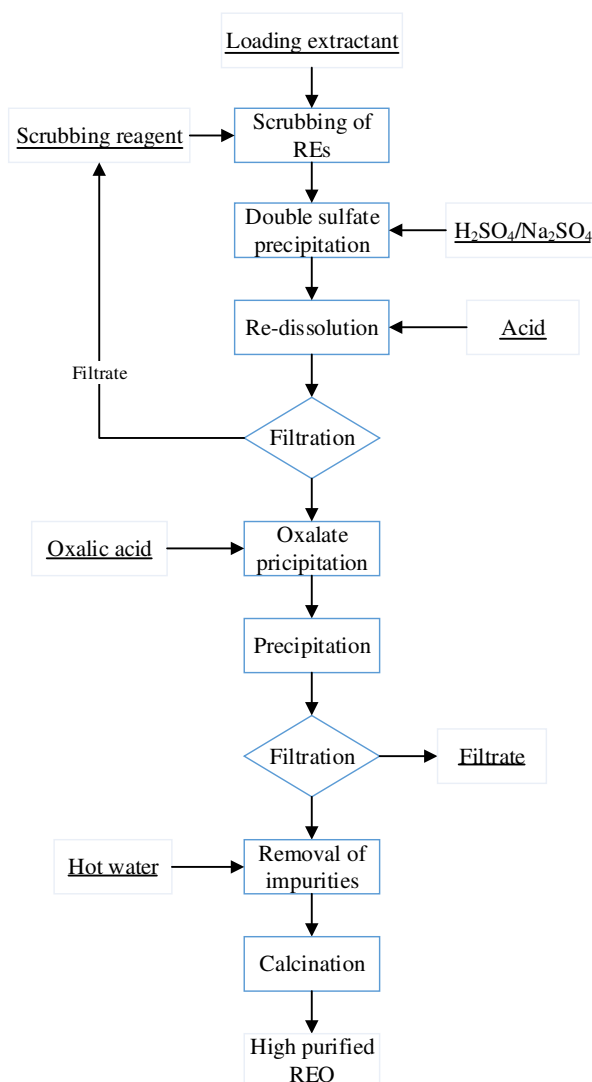 Loading extractant
Scrubbing reagent
Scrubbing of
REs
Double sulfate
precipitation
H₂SO₄/Na₂SO₄
Re-dissolution
Acid
Filtrate
Filtration
Oxalic acid
Oxalate
pricipitation
Precipitation
Filtration
Filtrate
Hot water
Removal of
impurities
Calcination
High purified
REO